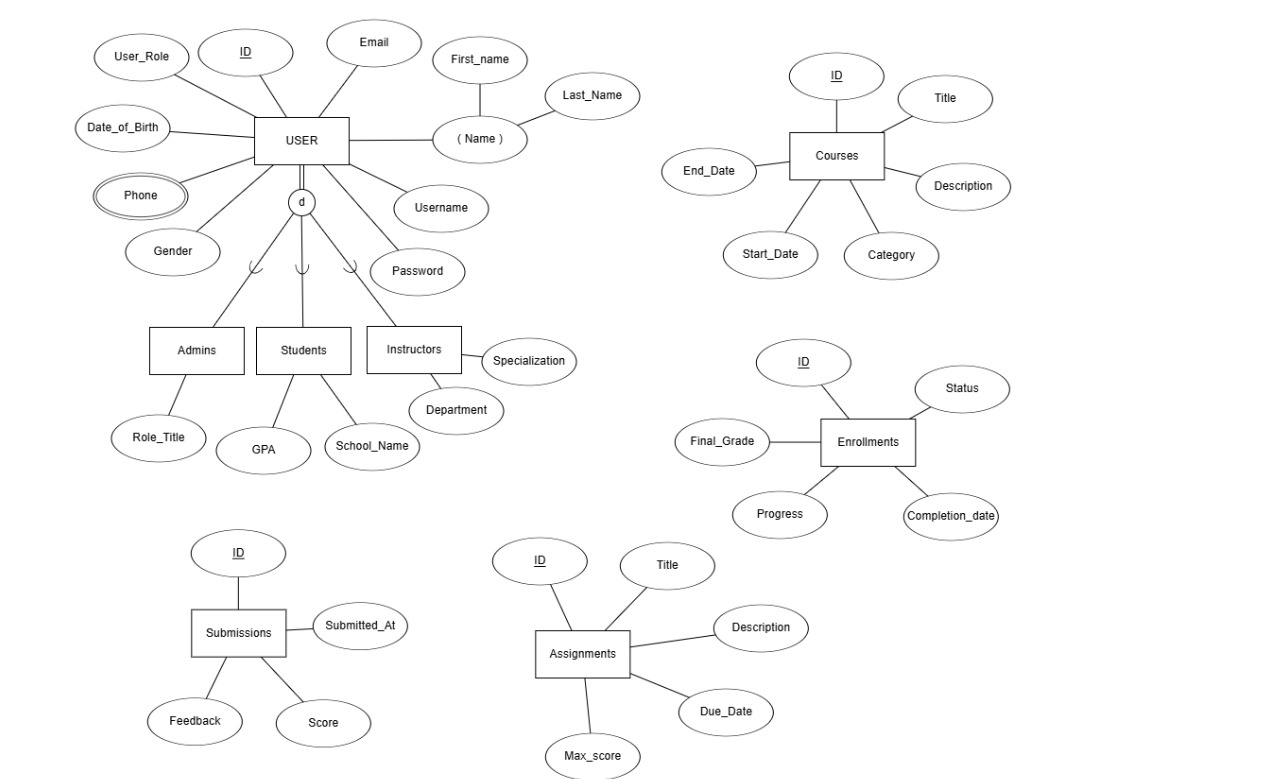 User_Role
ID
Email
First_name
Last_Name
Date_of_Birth
USER
( Name )
Phone
d
Username
Gender
Password
Admins
Students
Instructors
Specialization
Role_Title
GPA
School_Name
Department
ID
Title
Courses
End_Date
Description
Start_Date
Category
ID
Status
Final_Grade
Enrollments
Progress
Completion_date
ID
Submissions
Submitted_At
Feedback
Score
ID
Title
Assignments
Description
Due_Date
Max_score